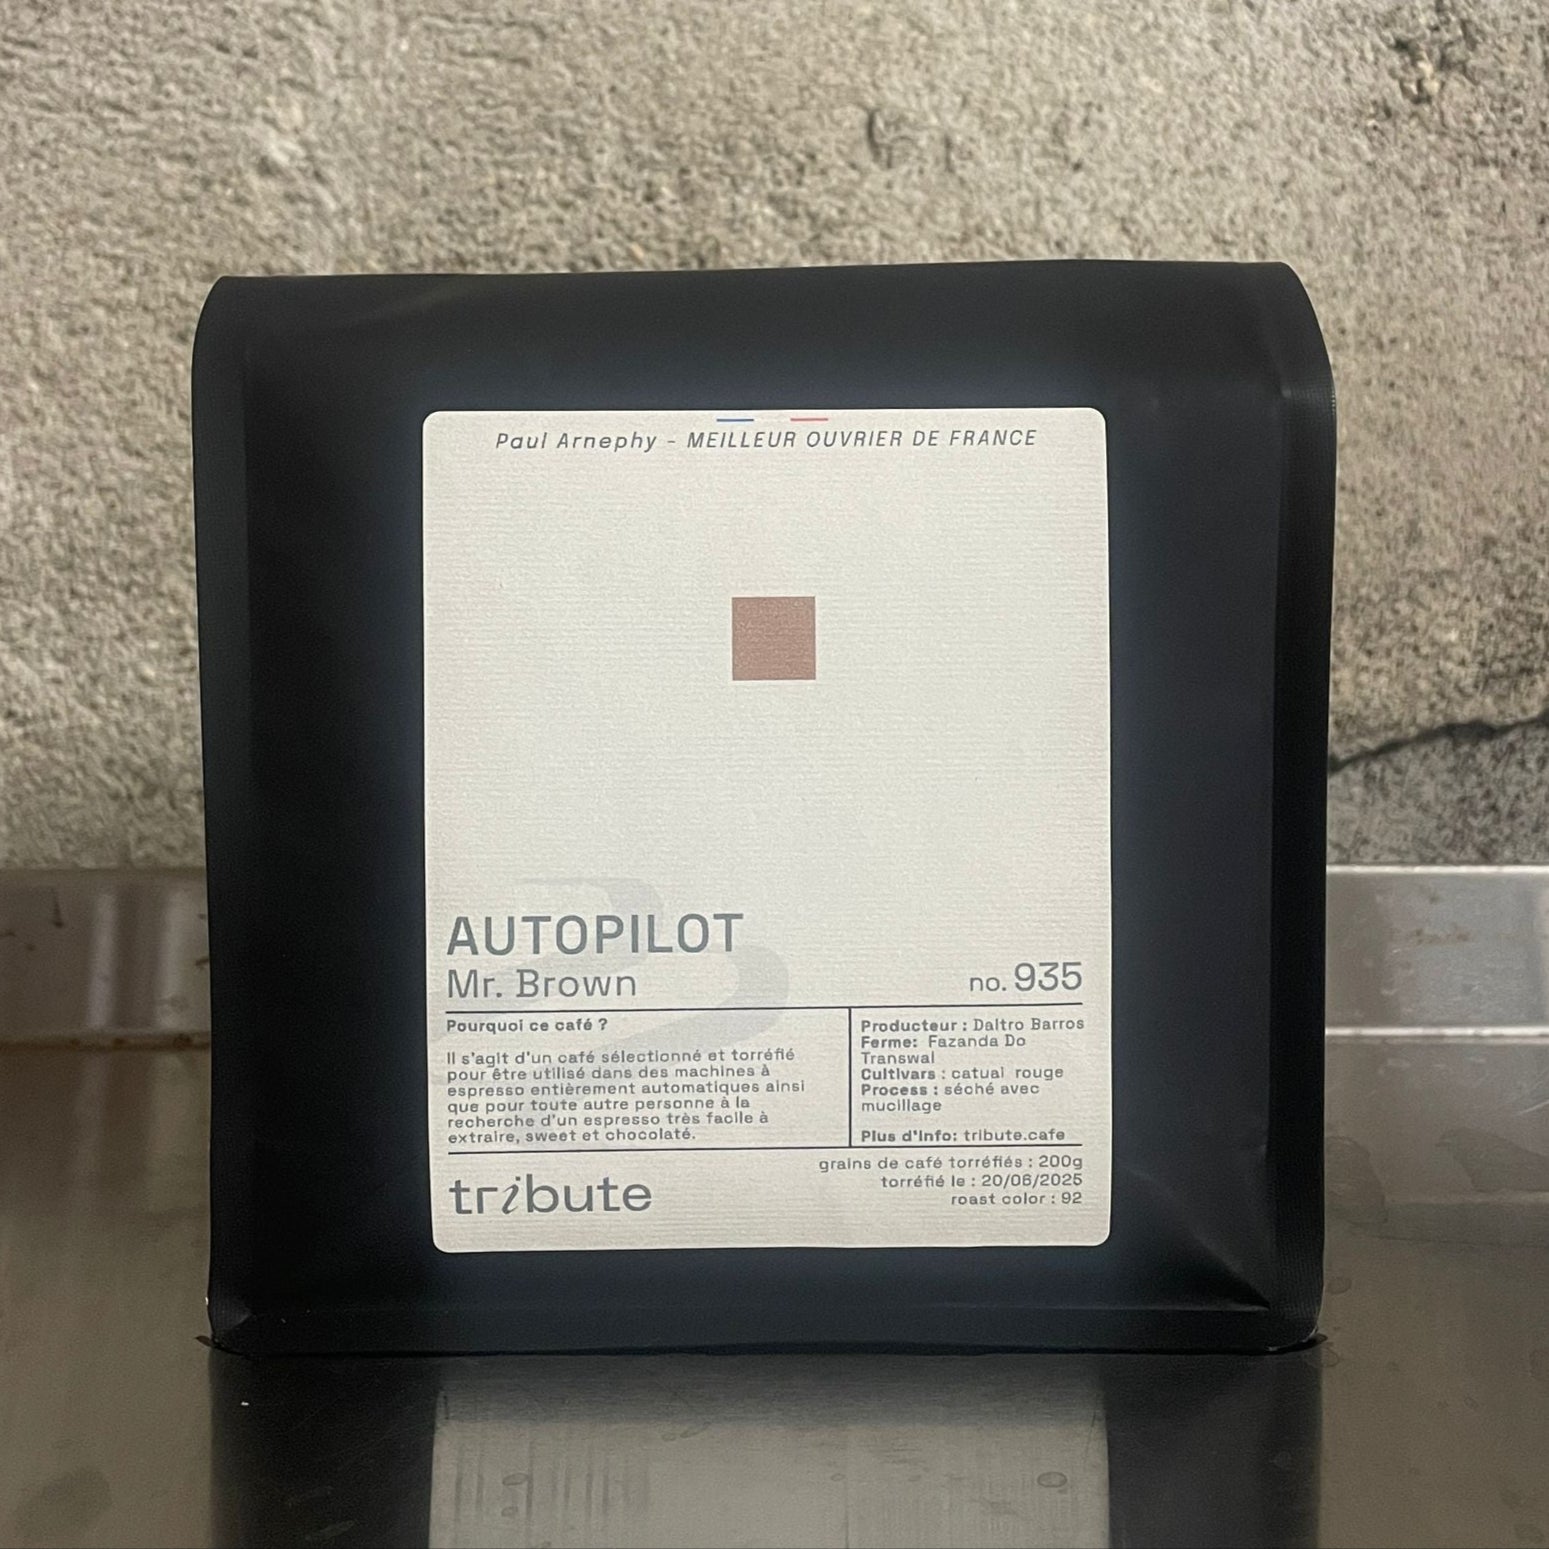 Paul Arnephy - MEILLEUR OUVRIER DE FRANCE
AUTOPILOT
Mr. Brown
no. 935
Pourquoi ce café ?
Il s'agit d'un café sélectionné et torréfié
pour être utilisé dans des machines à
espresso entièrement automatiques ainsi
que pour toute autre personne à la
recherche d'un espresso très facile à
extraire, sweet et chocolaté.
Producteur : Daltro Barros
Ferme: Fazanda Do
Transwal
Cultivars : catuai rouge
Process : séché avec
mucillage
Plus d'info: tribute.cafe
tribute
grains de café torréfiés : 200g
torréfié le : 20/06/2025
roast color : 92